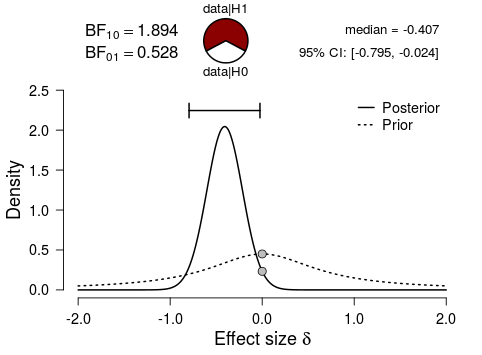 data|H1
BF₁₀ = 1.894
BF₀₁ = 0.528
data|H0
median = -0.407
95% CI: [-0.795, -0.024]
Posterior
Prior
Density
2.5
2.0
1.5
1.0
0.5
0.0
-2.0 -1.0 0.0 1.0 2.0
Effect size δ